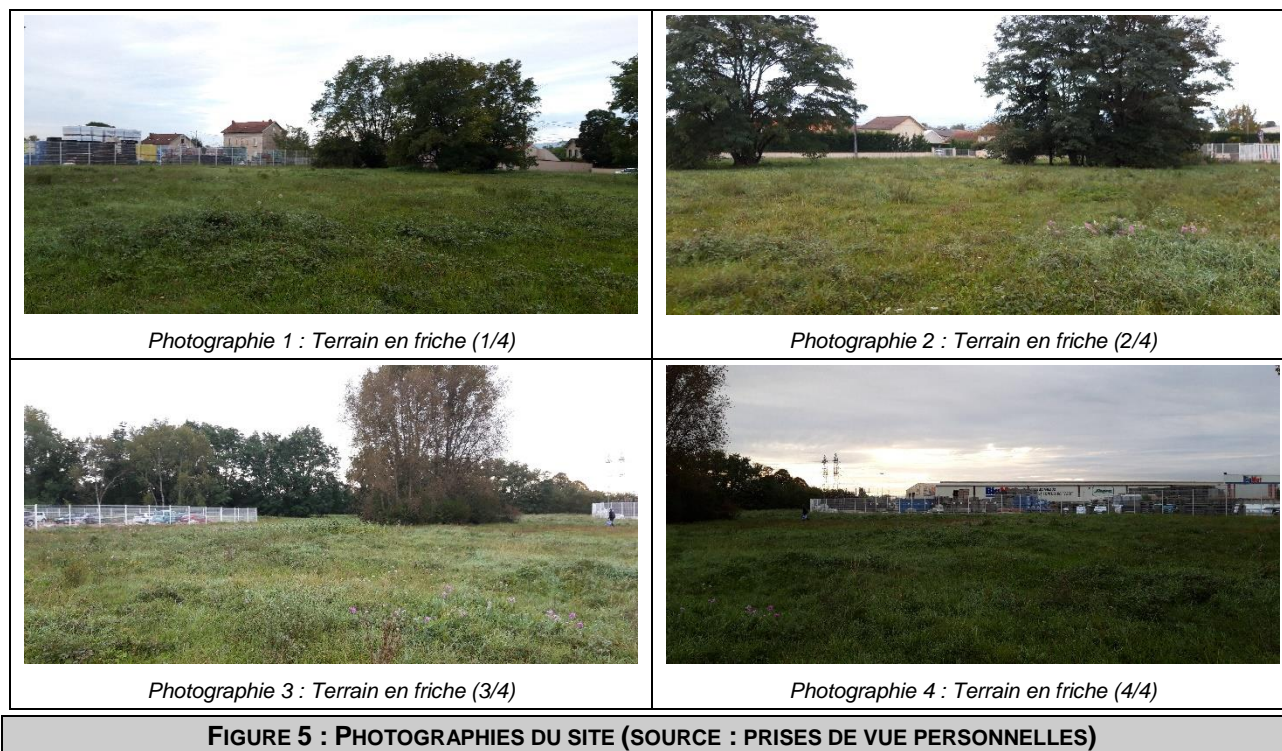 Photographie 1 : Terrain en friche (1/4)
Photographie 2 : Terrain en friche (2/4)
BigMat
Photographie 3 : Terrain en friche (3/4)
Photographie 4 : Terrain en friche (4/4)
FIGURE 5 : PHOTOGRAPHIES DU SITE (SOURCE : PRISES DE VUE PERSONNELLES)